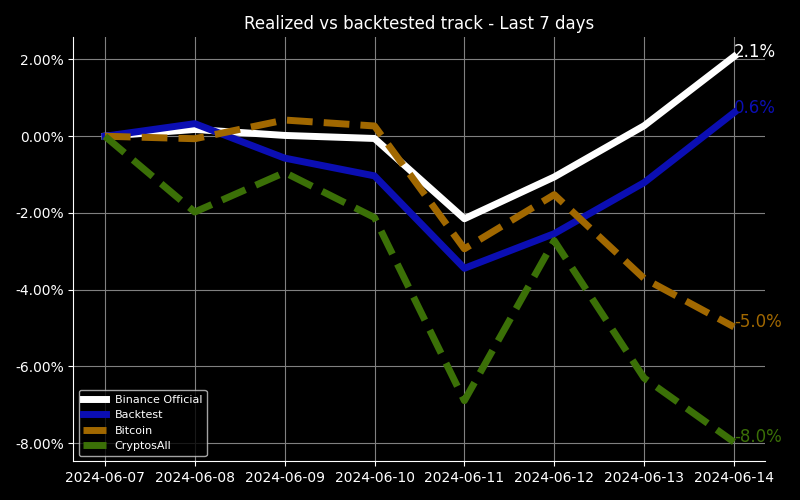 Realized vs backtested track - Last 7 days
2.00%
0.00%
-2.00%
-4.00%
-6.00%
-8.00%
2.1%
0.6%
-5.0%
-8.0%
Binance Official
Backtest
Bitcoin
CryptosAll
2024-06-07 2024-06-08 2024-06-09 2024-06-10 2024-06-11 2024-06-12 2024-06-13 2024-06-14